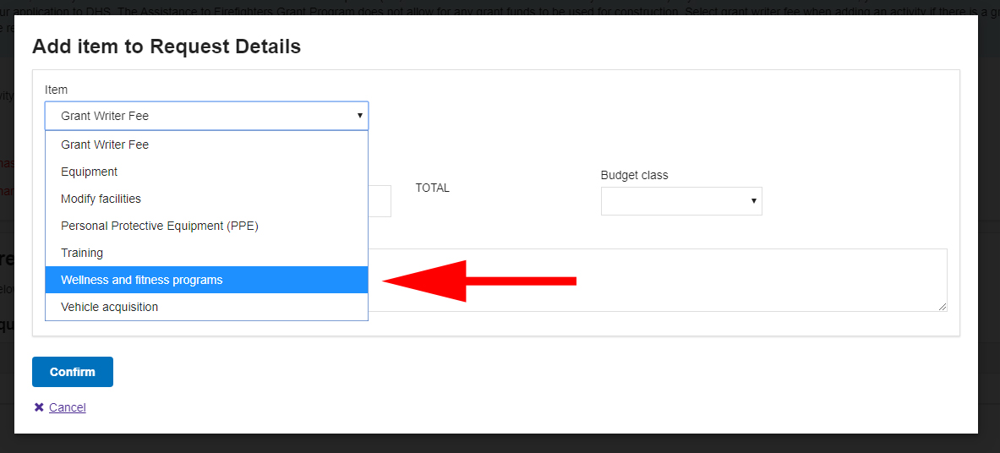 ur application to DHS. The Assistance to Firefighters Grant Program does not allow for any grant funds to be used for construction. Select grant writer fee when adding an activity if there is a g
Add item to Request Details
Item
Grant Writer Fee
Grant Writer Fee
Equipment
Modify facilities
Personal Protective Equipment (PPE)
Training
Wellness and fitness programs
Vehicle acquisition
TOTAL
Budget class
Confirm
Cancel